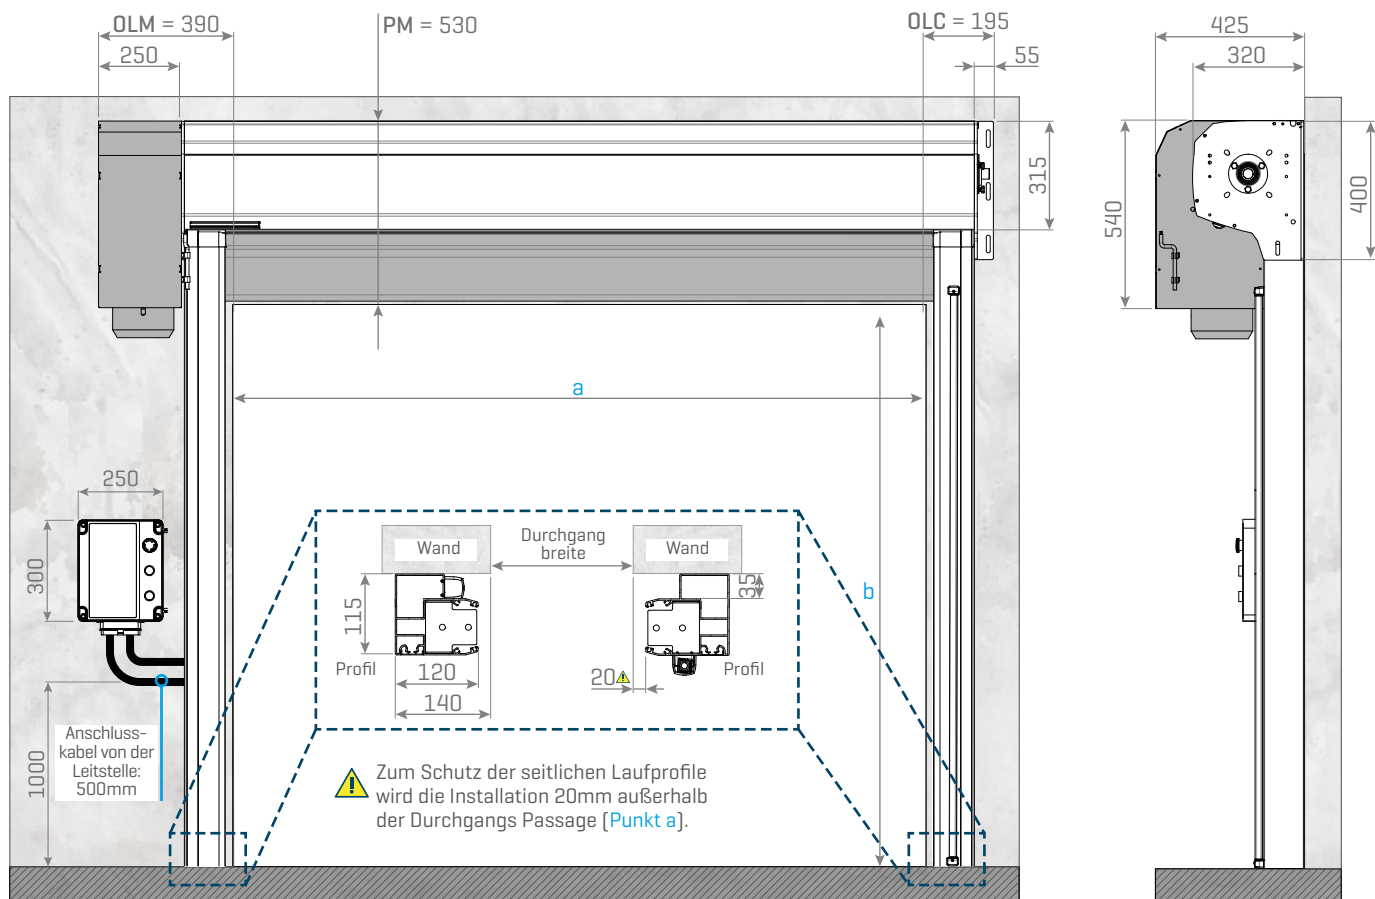 OLM = 390
PM = 530
OLC = 195
425
250
55
320
315
540
400
a
250
300
Wand
Durchgang
breite
Wand
115
35
b
Profil
120
140
20
Profil
1000
Anschluss-
kabel von der
Leitstelle:
500mm
Zum Schutz der seitlichen Laufprofile
wird die Installation 20mm außerhalb
der Durchgangs Passage (Punkt a).